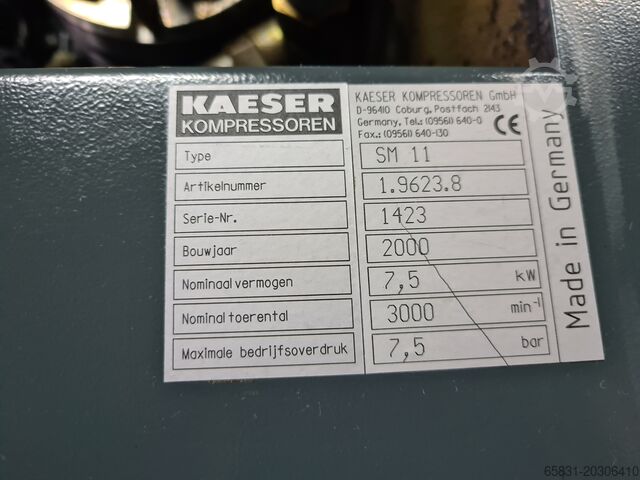 KAESER
KOMPRESSOREN
KAESER KOMPRESSOREN GmbH
D-96410 Coburg, Postfach 2143
Germany, Tel.: (09561) 640-0
Fax.: (09561) 640-130
CE
Type SM 11
Artikelnummer 1.9623.8
Serie-Nr. 1423
Bouwjaar 2000
Nominaal vermogen 7,5 kW
Nominal toerental 3000 min⁻¹
Maximale bedrijfsoverdruk 7,5 bar
Made in Germany
65831-20306410